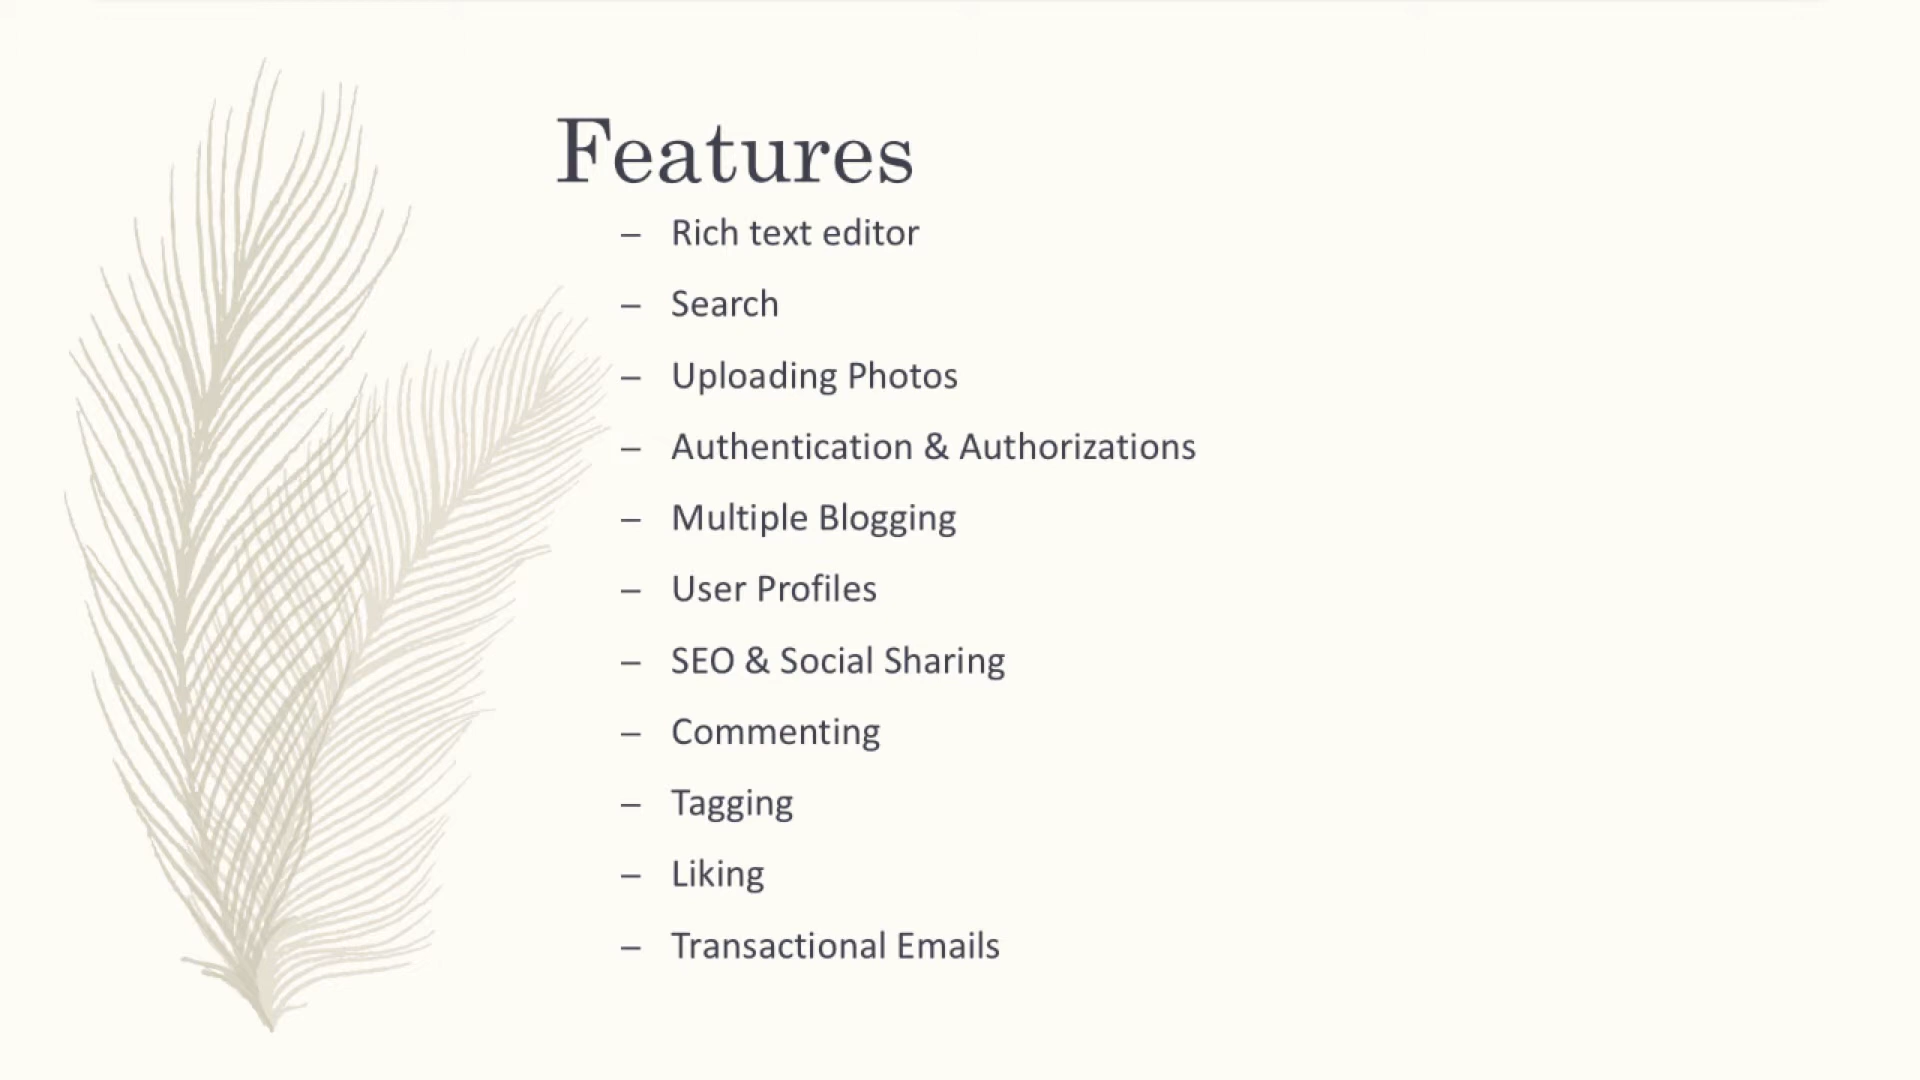 Features
– Rich text editor
– Search
– Uploading Photos
– Authentication & Authorizations
– Multiple Blogging
– User Profiles
– SEO & Social Sharing
– Commenting
– Tagging
– Liking
– Transactional Emails